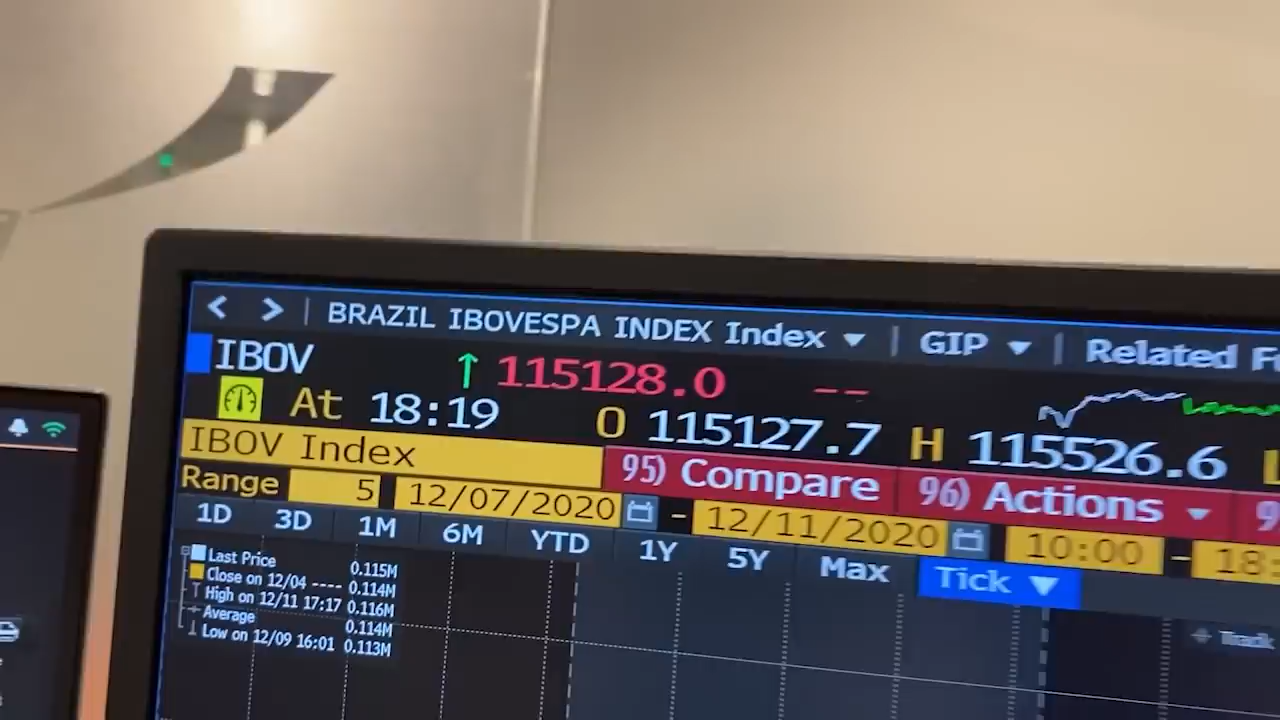 < > | BRAZIL IBOVESPA INDEX Index ▼ | GIP ▼ | Related
IBOV ↑ 115128.0 --
At 18:19 O 115127.7 H 115526.6
IBOV Index 95) Compare 96) Actions ▼
Range 5 12/07/2020 - 12/11/2020 10:00 -
1D 3D 1M 6M YTD 1Y 5Y Max Tick ▼
Last Price 0.115M
Close on 12/04 ---- 0.114M
High on 12/11 17:17 0.116M
Average 0.114M
Low on 12/09 16:01 0.113M
Track